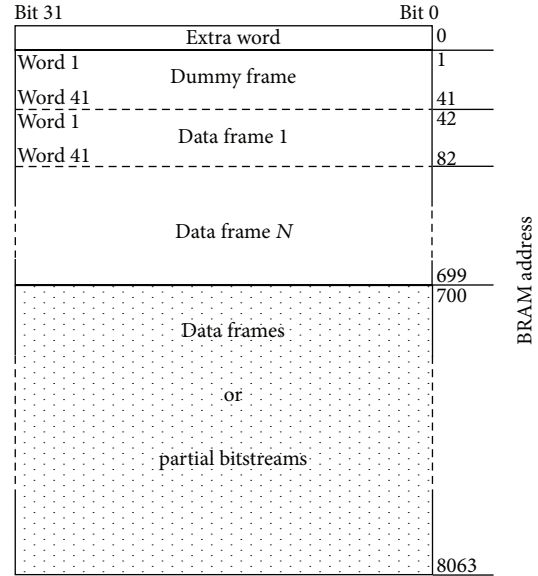 Bit 31 Bit 0
Extra word 0
Word 1 1
Dummy frame
Word 41 41
Word 1 42
Data frame 1
Word 41 82
Data frame N
699
700
Data frames
or
partial bitstreams
8063
BRAM address